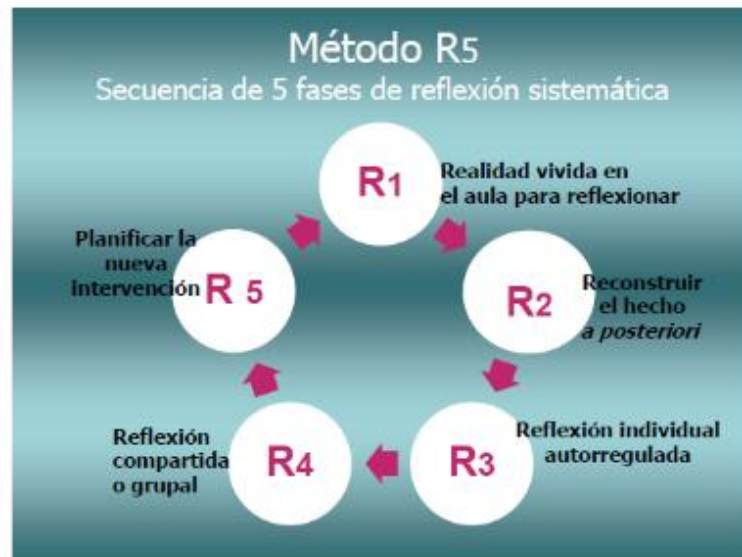 Método R5
Secuencia de 5 fases de reflexión sistemática
R1
Realidad vivida en
el aula para reflexionar
R2
Reconstruir
el hecho
a posteriori
R3
Reflexión individual
autorregulada
R4
Reflexión
compartida
o grupal
R 5
Planificar la
nueva
intervención